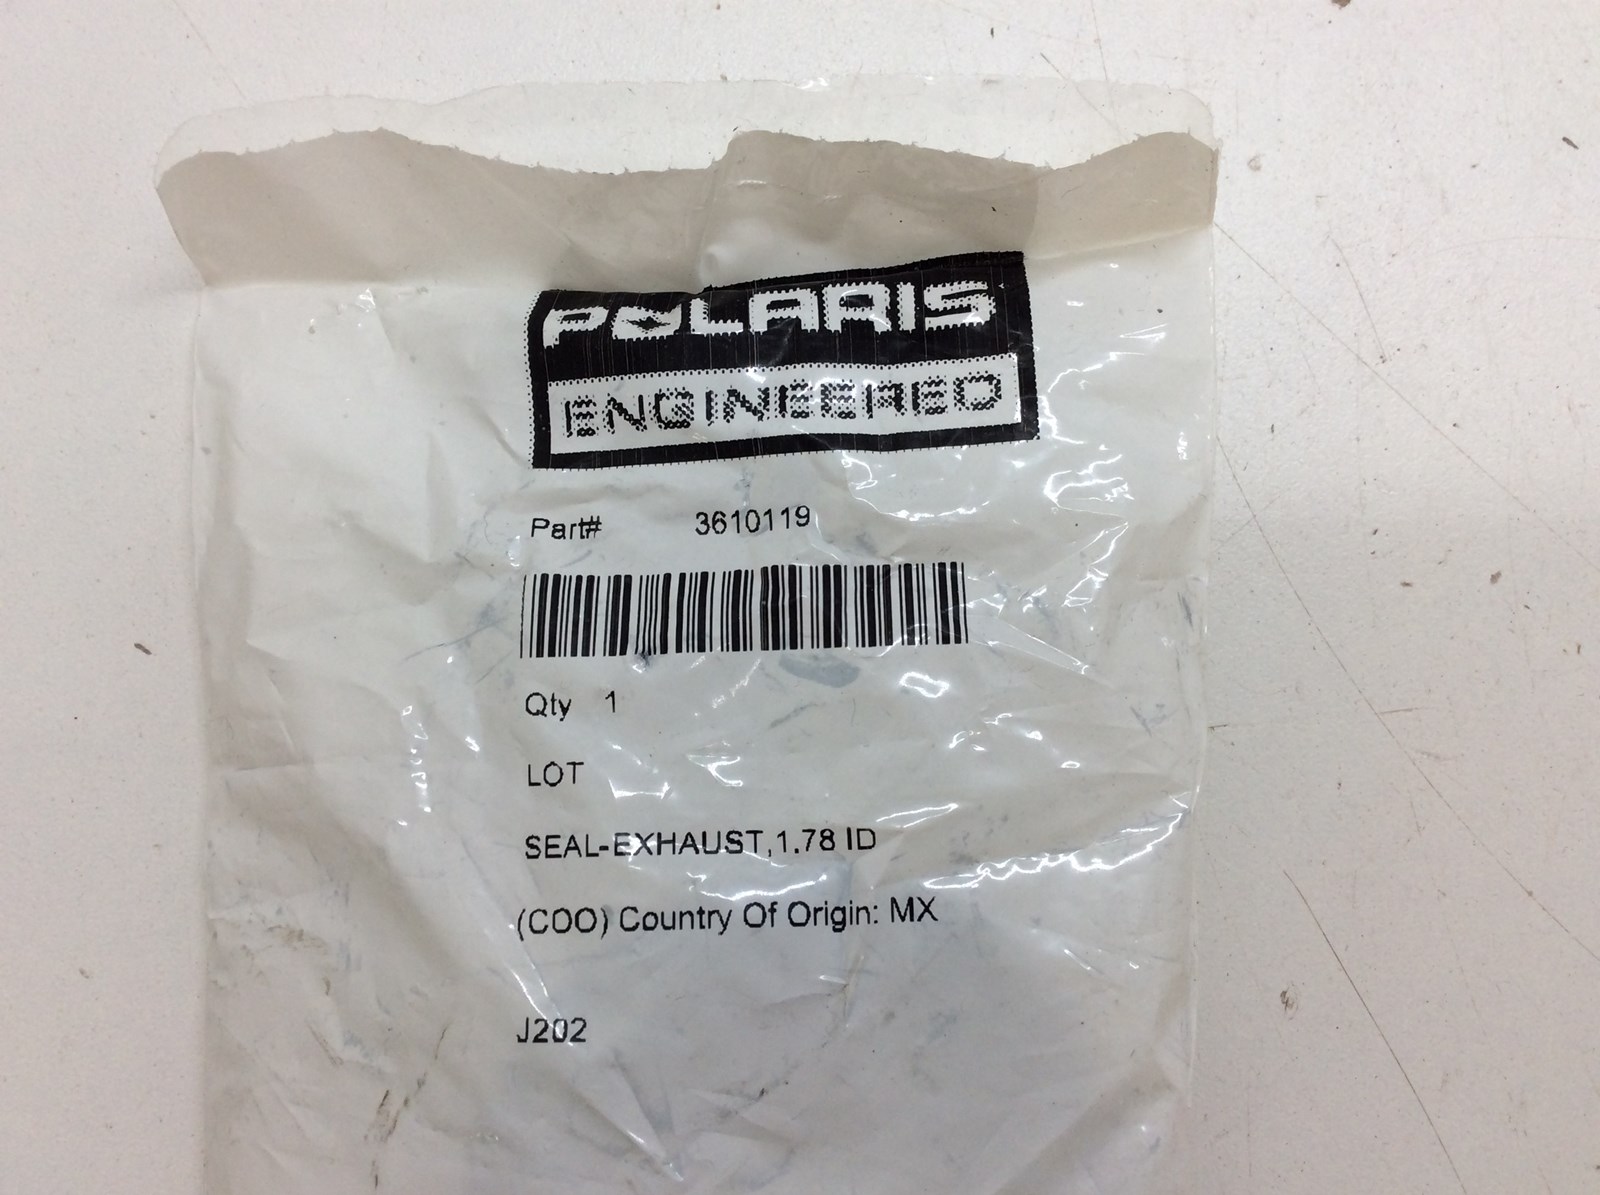 POLARIS
ENGINEERED
Part# 3610119
Qty 1
LOT
SEAL-EXHAUST,1.78 ID
(COO) Country Of Origin: MX
J202